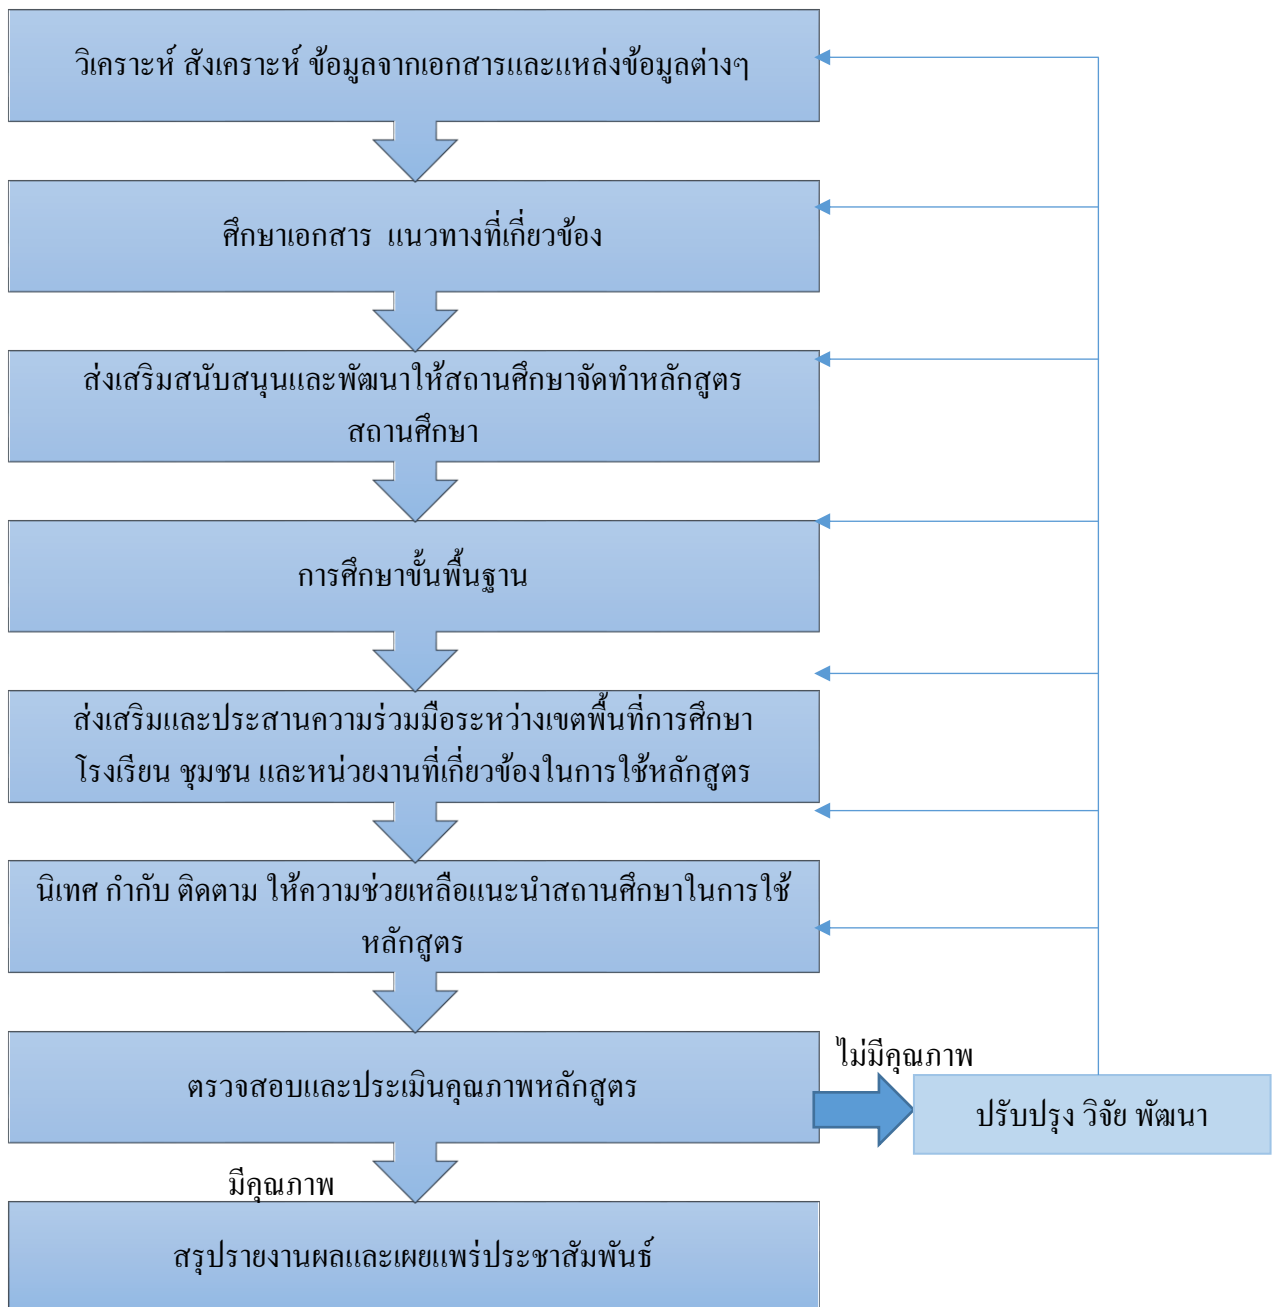 วิเคราะห์ สังเคราะห์ ข้อมูลจากเอกสารและแหล่งข้อมูลต่างๆ
ศึกษาเอกสาร  แนวทางที่เกี่ยวข้อง
ส่งเสริมสนับสนุนและพัฒนาให้สถานศึกษาจัดทำหลักสูตร
สถานศึกษา
การศึกษาขั้นพื้นฐาน
ส่งเสริมและประสานความร่วมมือระหว่างเขตพื้นที่การศึกษา
โรงเรียน ชุมชน และหน่วยงานที่เกี่ยวข้องในการใช้หลักสูตร
นิเทศ กำกับ ติดตาม ให้ความช่วยเหลือแนะนำสถานศึกษาในการใช้
หลักสูตร
ไม่มีคุณภาพ
ตรวจสอบและประเมินคุณภาพหลักสูตร
ปรับปรุง วิจัย พัฒนา
มีคุณภาพ
สรุปรายงานผลและเผยแพร่ประชาสัมพันธ์